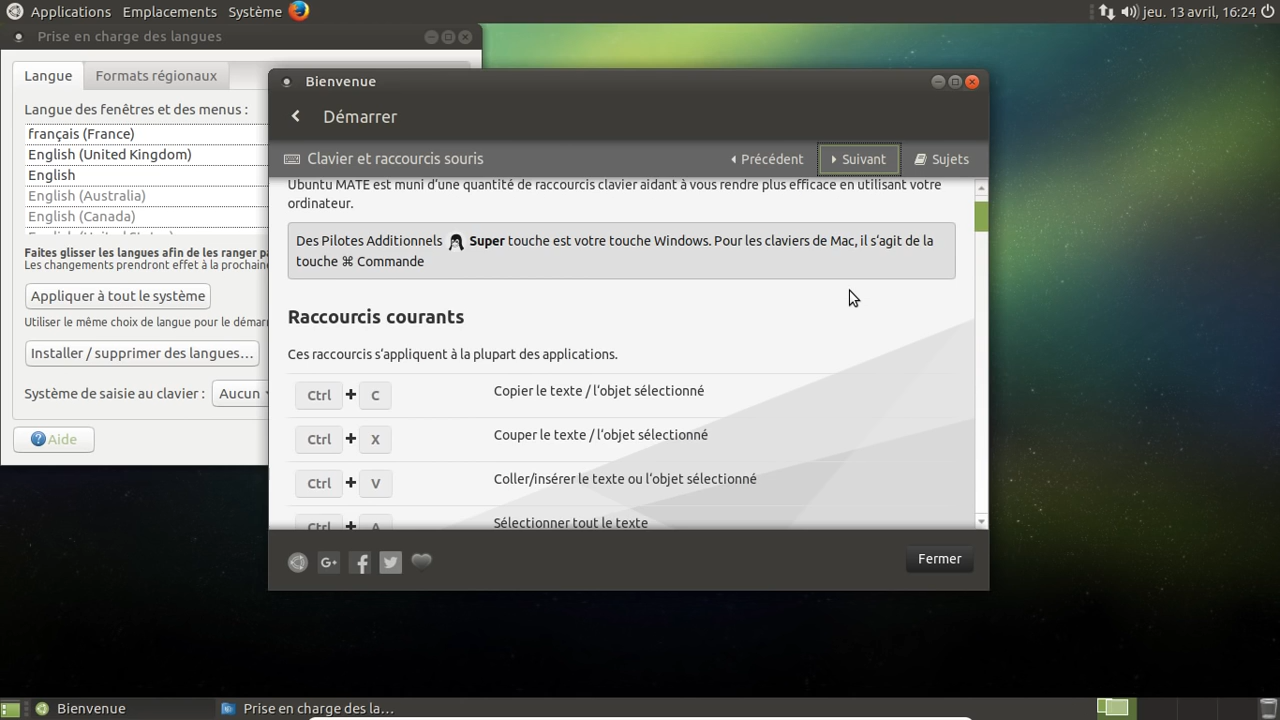 Applications Emplacements Système
jeu. 13 avril, 16:24
Prise en charge des langues
Langue
Formats régionaux
Langue des fenêtres et des menus :
français (France)
English (United Kingdom)
English
English (Australia)
English (Canada)
Faites glisser les langues afin de les ranger
Les changements prendront effet à la prochaine
Appliquer à tout le système
Utiliser le même choix de langue pour le
Installer / supprimer des langues…
Système de saisie au clavier :
Aucun
Aide
Bienvenue
Démarrer
Clavier et raccourcis souris
Précédent
Suivant
Sujets
Ubuntu MATE est muni d’une quantité de raccourcis clavier aidant à vous rendre plus efficace en utilisant votre
ordinateur.
Des Pilotes Additionnels Super touche est votre touche Windows. Pour les claviers de Mac, il s’agit de la
touche ⌘ Commande
Raccourcis courants
Ces raccourcis s’appliquent à la plupart des applications.
Ctrl + C Copier le texte / l’objet sélectionné
Ctrl + X Couper le texte / l’objet sélectionné
Ctrl + V Coller/insérer le texte ou l’objet sélectionné
Ctrl + A Sélectionner tout le texte
G+
Fermer
Bienvenue
Prise en charge des la…